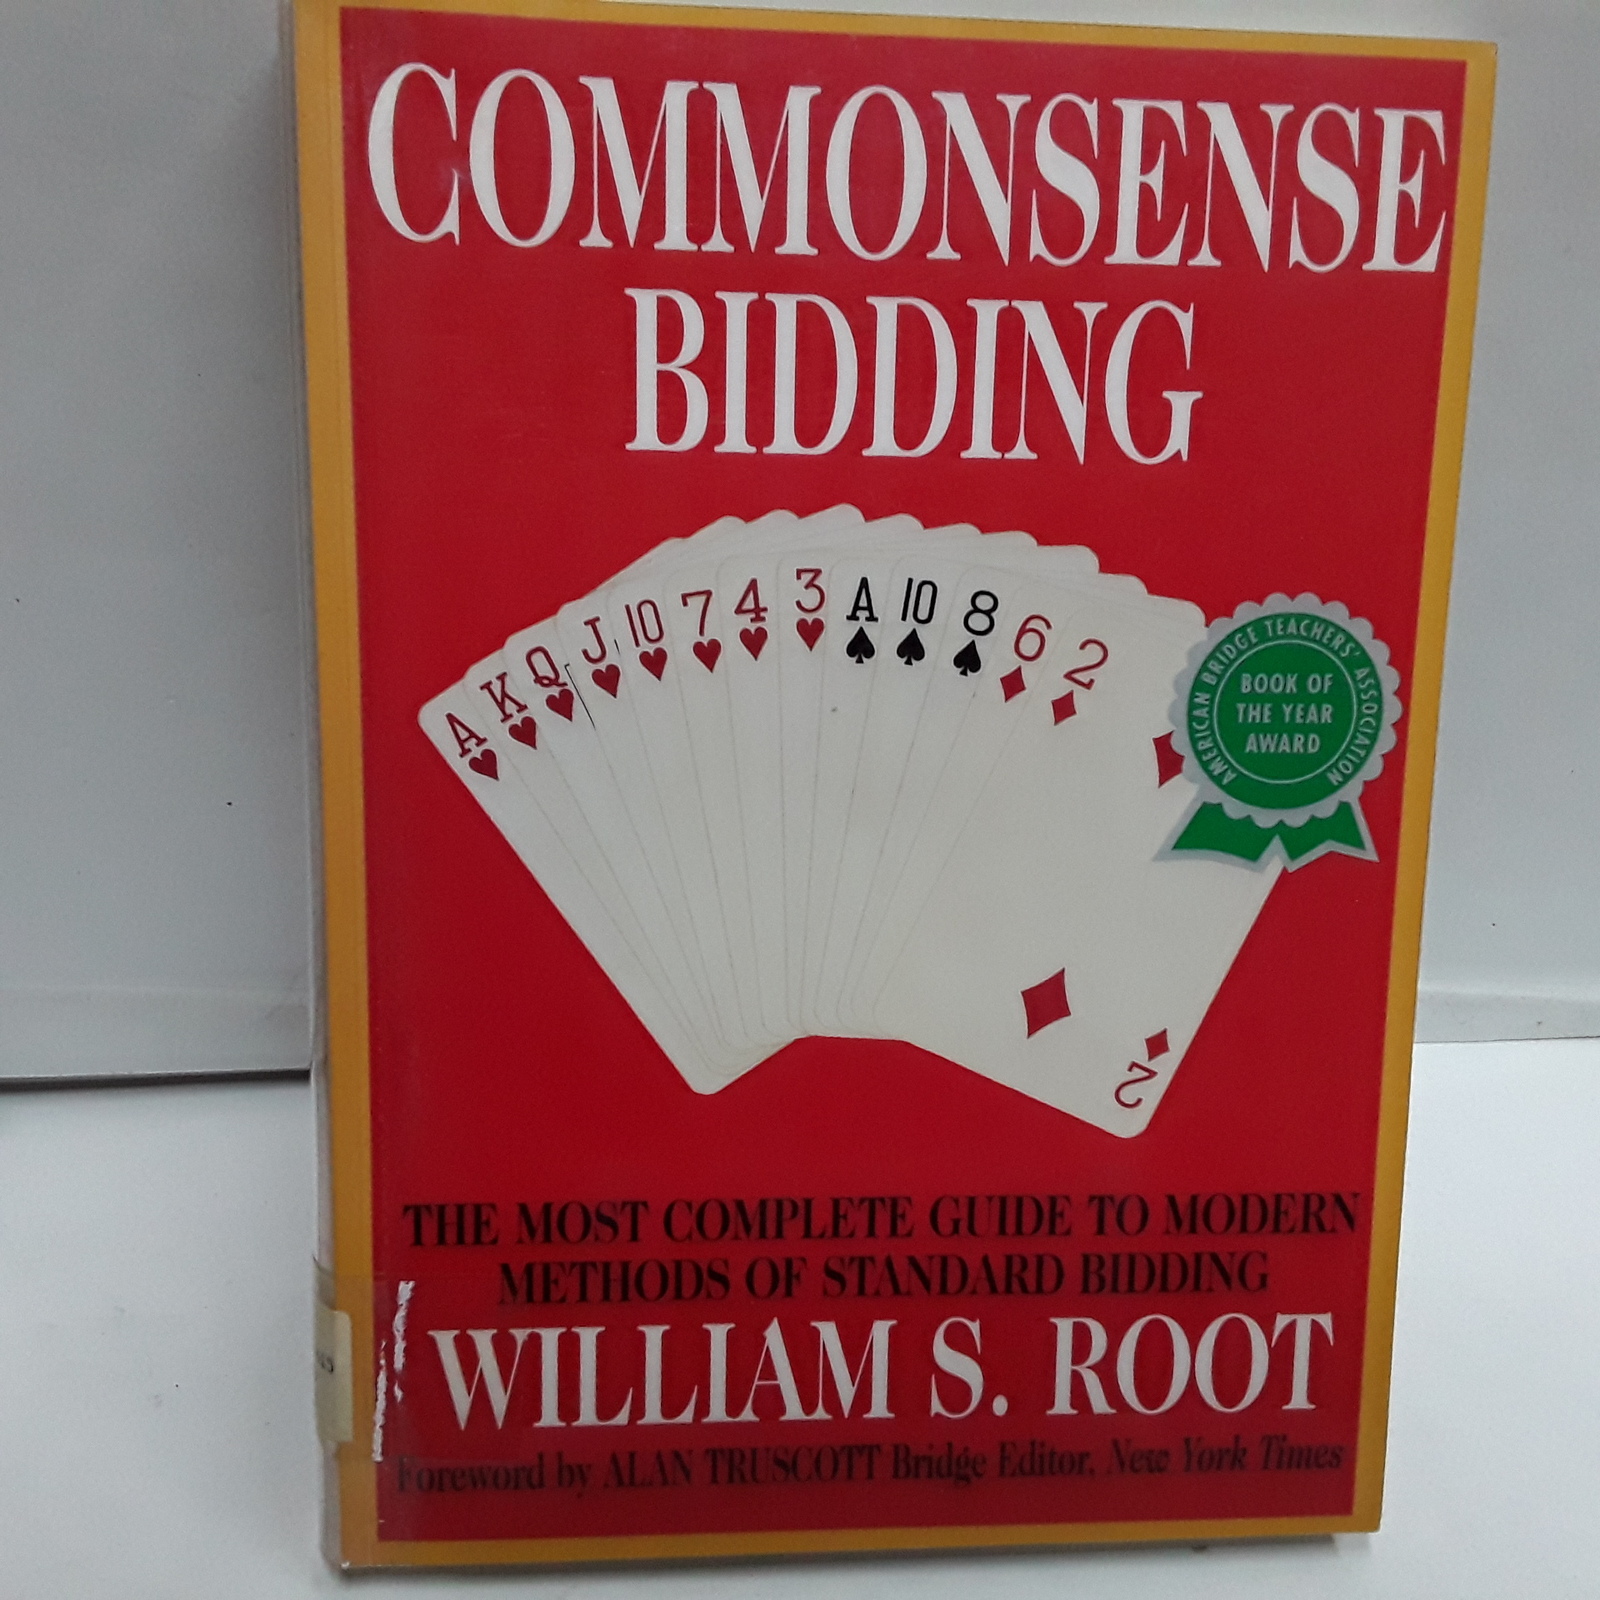 COMMONSENSE
BIDDING
A K Q J 10 7 4 3 A 10 8 6 2
AMERICAN BRIDGE TEACHERS' ASSOCIATION
BOOK OF
THE YEAR
AWARD
2
THE MOST COMPLETE GUIDE TO MODERN
METHODS OF STANDARD BIDDING
WILLIAM S. ROOT
Foreword by ALAN TRUSCOTT Bridge Editor, New York Times